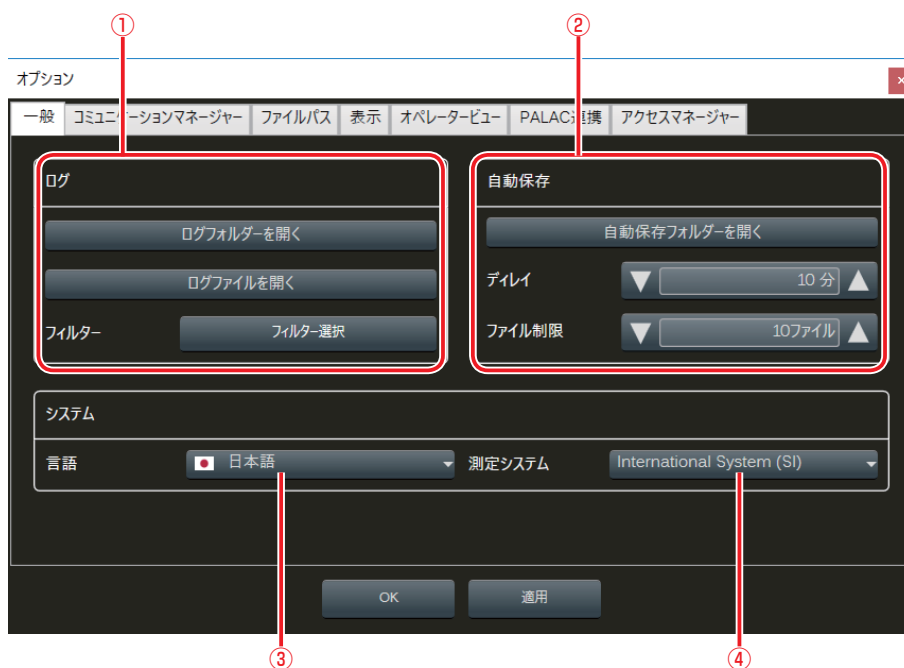 ① ②
オプション ×
一般 コミュニケーションマネージャー ファイルパス 表示 オペレータービュー PALAC連携 アクセスマネージャー
ログ
ログフォルダーを開く
ログファイルを開く
フィルター フィルター選択
自動保存
自動保存フォルダーを開く
ディレイ 10 分
ファイル制限 10ファイル
システム
言語 日本語 測定システム International System (SI)
OK 適用
③ ④